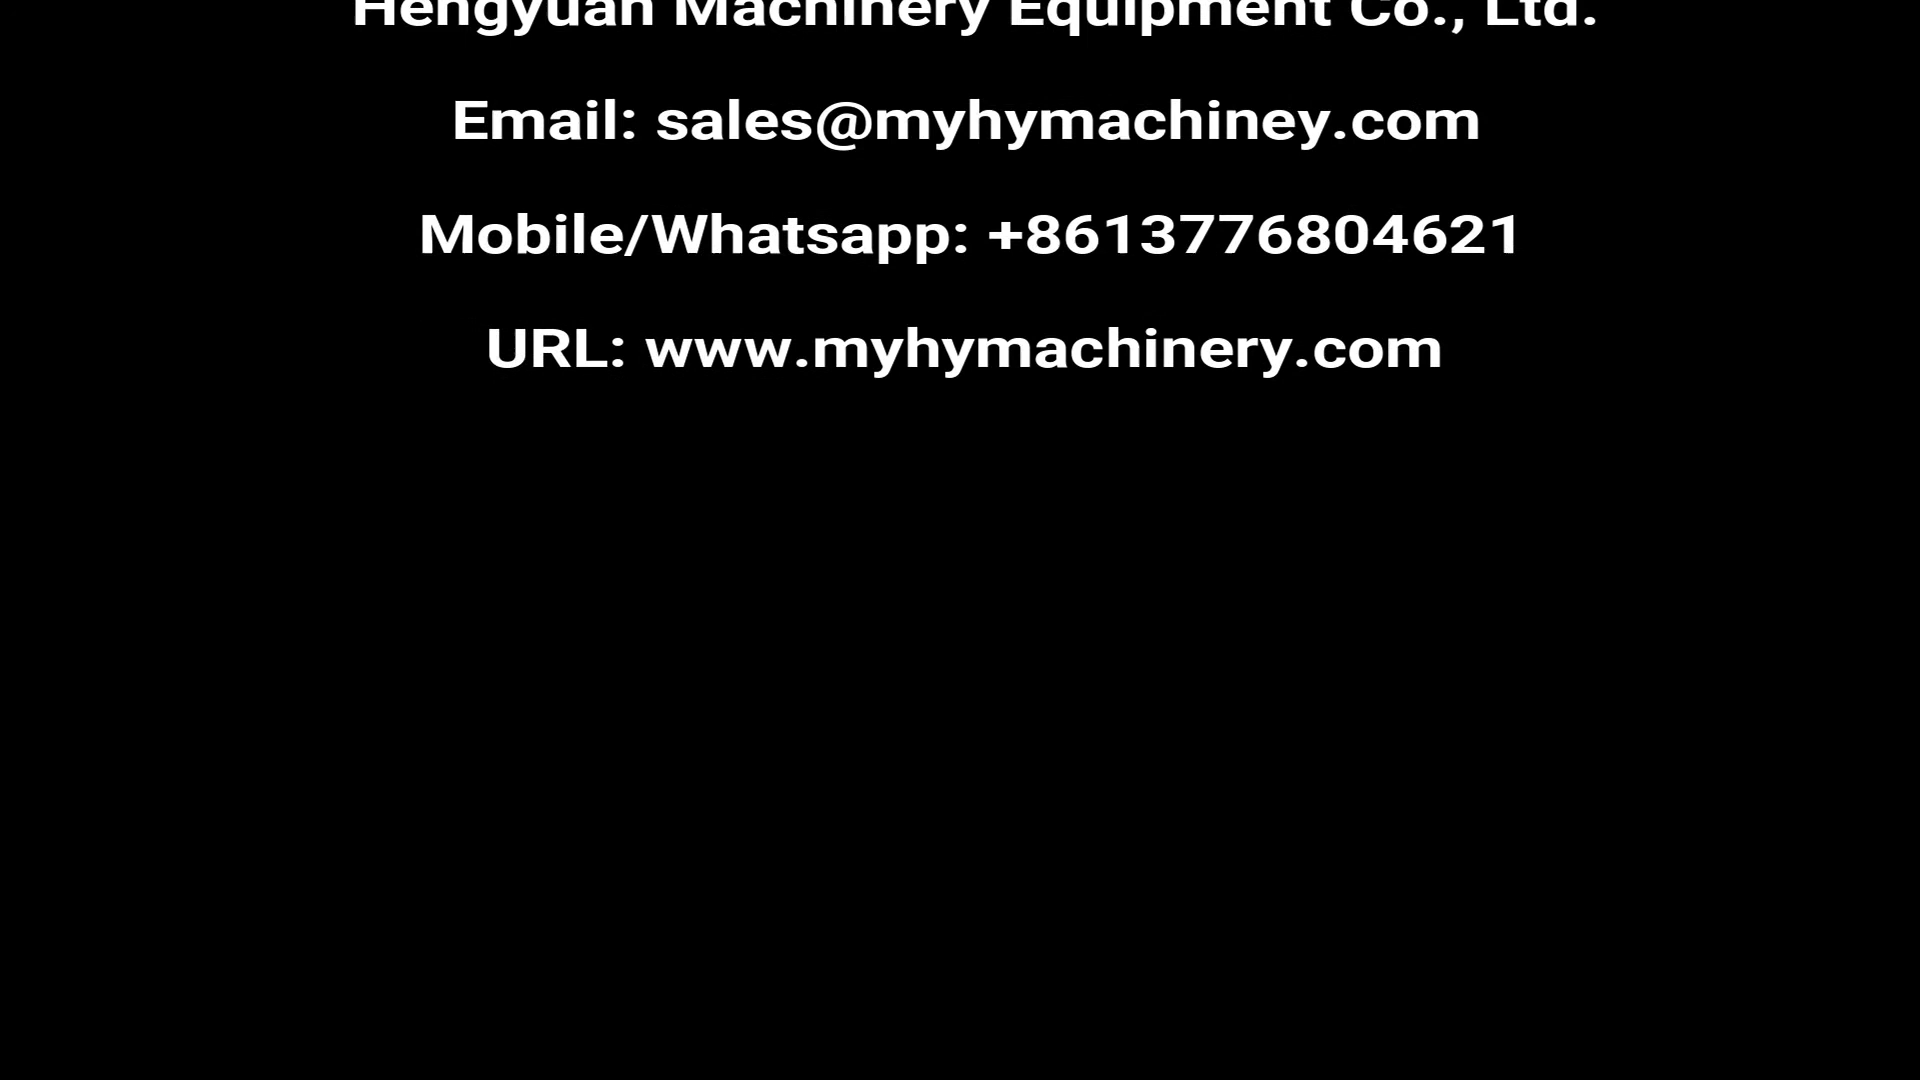 Hengyuan Machinery Equipment Co., Ltd.
Email: sales@myhymachiney.com
Mobile/Whatsapp: +8613776804621
URL: www.myhymachinery.com